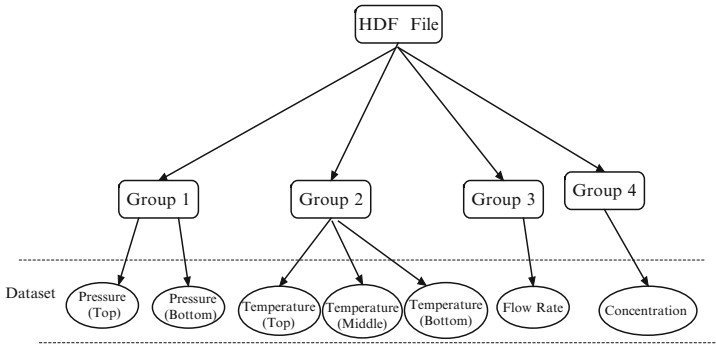 HDF File
Group 1
Group 2
Group 3
Group 4
Dataset
Pressure
(Top)
Pressure
(Bottom)
Temperature
(Top)
Temperature
(Middle)
Temperature
(Bottom)
Flow Rate
Concentration